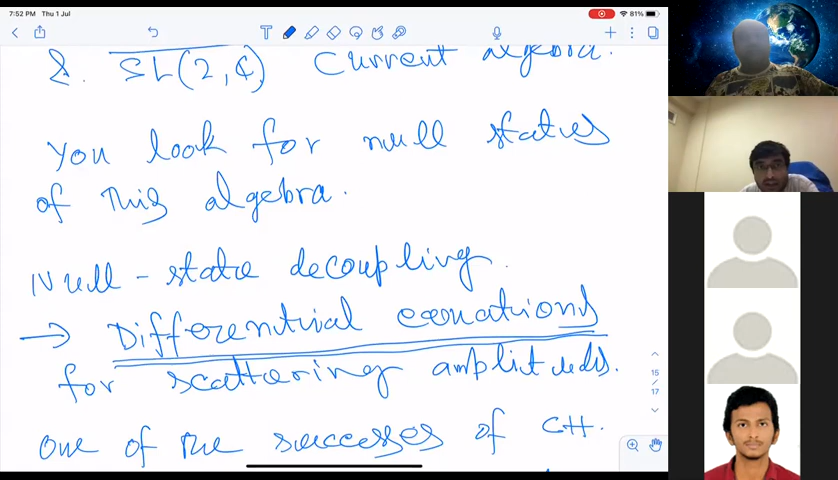 7:52 PM Thu 1 Jul
81%
2. SL(2,ℂ) Current algebra.
You look for null states
of this algebra.
Null-state decoupling.
→ Differential equations
for scattering amplitudes.
One of the successes of CH.
15
/
17